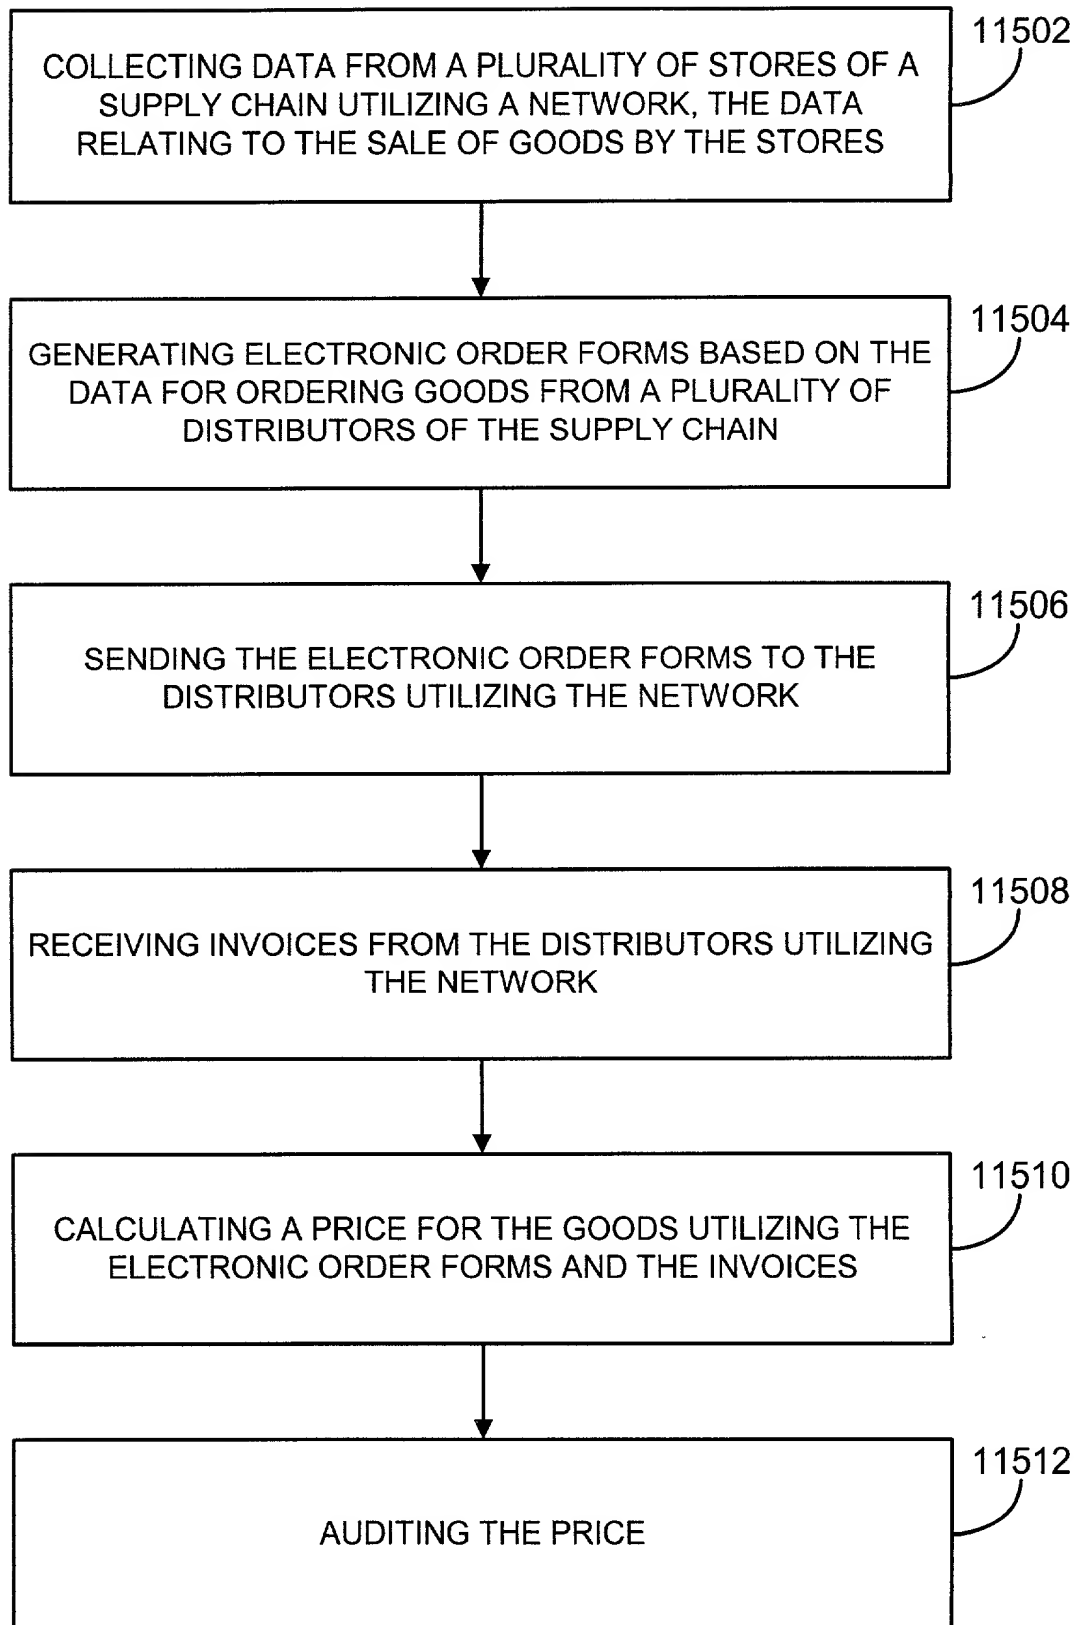 11502
COLLECTING DATA FROM A PLURALITY OF STORES OF A
SUPPLY CHAIN UTILIZING A NETWORK, THE DATA
RELATING TO THE SALE OF GOODS BY THE STORES
11504
GENERATING ELECTRONIC ORDER FORMS BASED ON THE
DATA FOR ORDERING GOODS FROM A PLURALITY OF
DISTRIBUTORS OF THE SUPPLY CHAIN
11506
SENDING THE ELECTRONIC ORDER FORMS TO THE
DISTRIBUTORS UTILIZING THE NETWORK
11508
RECEIVING INVOICES FROM THE DISTRIBUTORS UTILIZING
THE NETWORK
11510
CALCULATING A PRICE FOR THE GOODS UTILIZING THE
ELECTRONIC ORDER FORMS AND THE INVOICES
11512
AUDITING THE PRICE